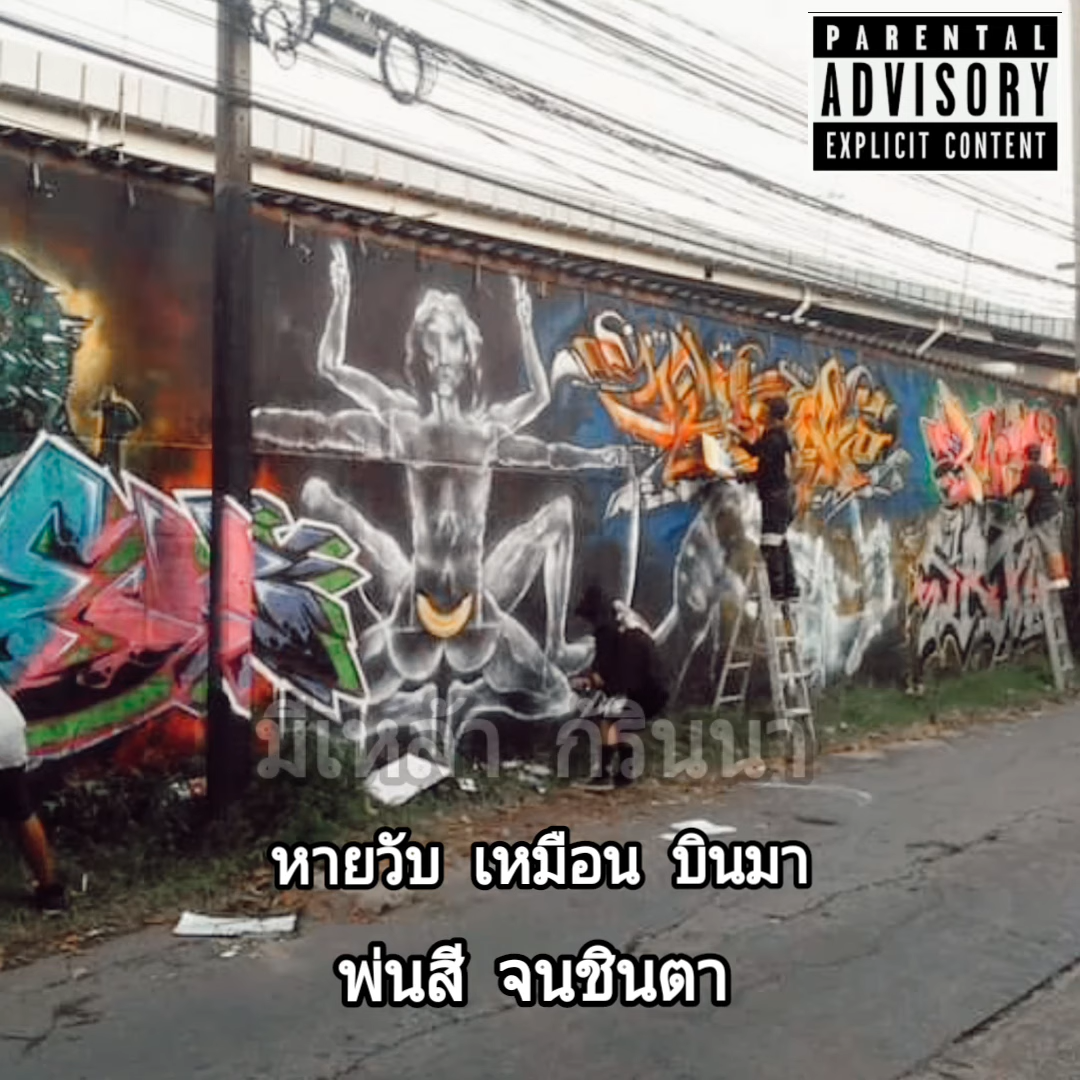 PARENTAL
ADVISORY
EXPLICIT CONTENT
มีเหล่า ก็รินนา
หายวับ เหมือน บินมา
พ่นสี จนชินตา